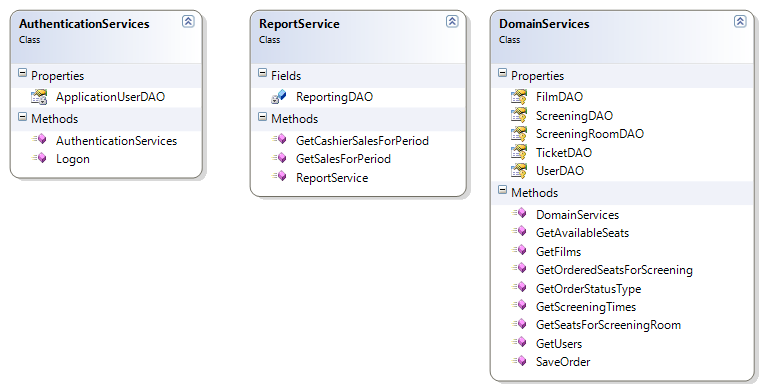 AuthenticationServices
Class
Properties
ApplicationUserDAO
Methods
AuthenticationServices
Logon
ReportService
Class
Fields
ReportingDAO
Methods
GetCashierSalesForPeriod
GetSalesForPeriod
ReportService
DomainServices
Class
Properties
FilmDAO
ScreeningDAO
ScreeningRoomDAO
TicketDAO
UserDAO
Methods
DomainServices
GetAvailableSeats
GetFilms
GetOrderedSeatsForScreening
GetOrderStatusType
GetScreeningTimes
GetSeatsForScreeningRoom
GetUsers
SaveOrder